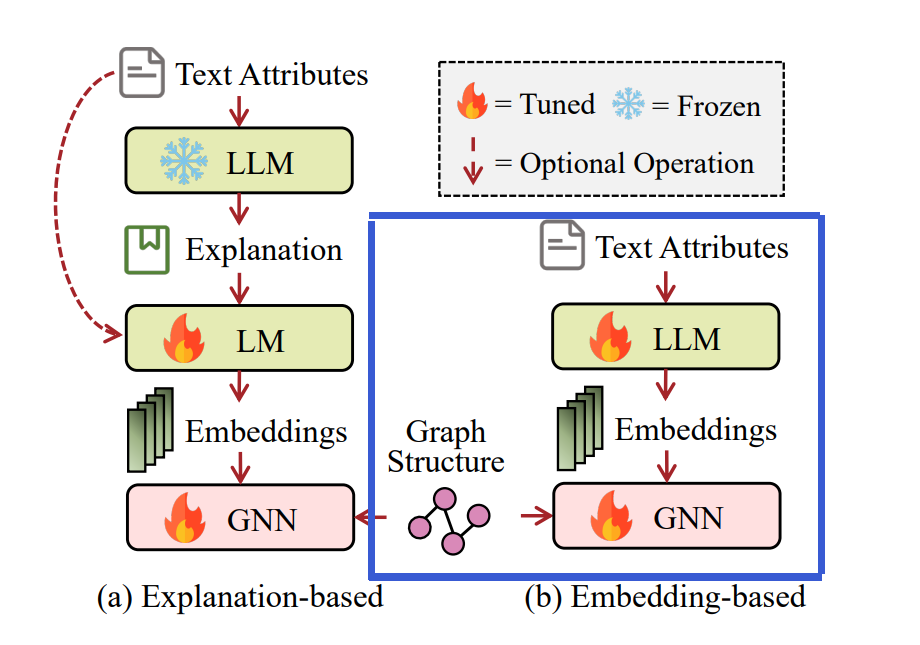 Text Attributes
LLM
Explanation
LM
Embeddings
GNN
(a) Explanation-based
= Tuned
= Frozen
= Optional Operation
Graph
Structure
Text Attributes
LLM
Embeddings
GNN
(b) Embedding-based